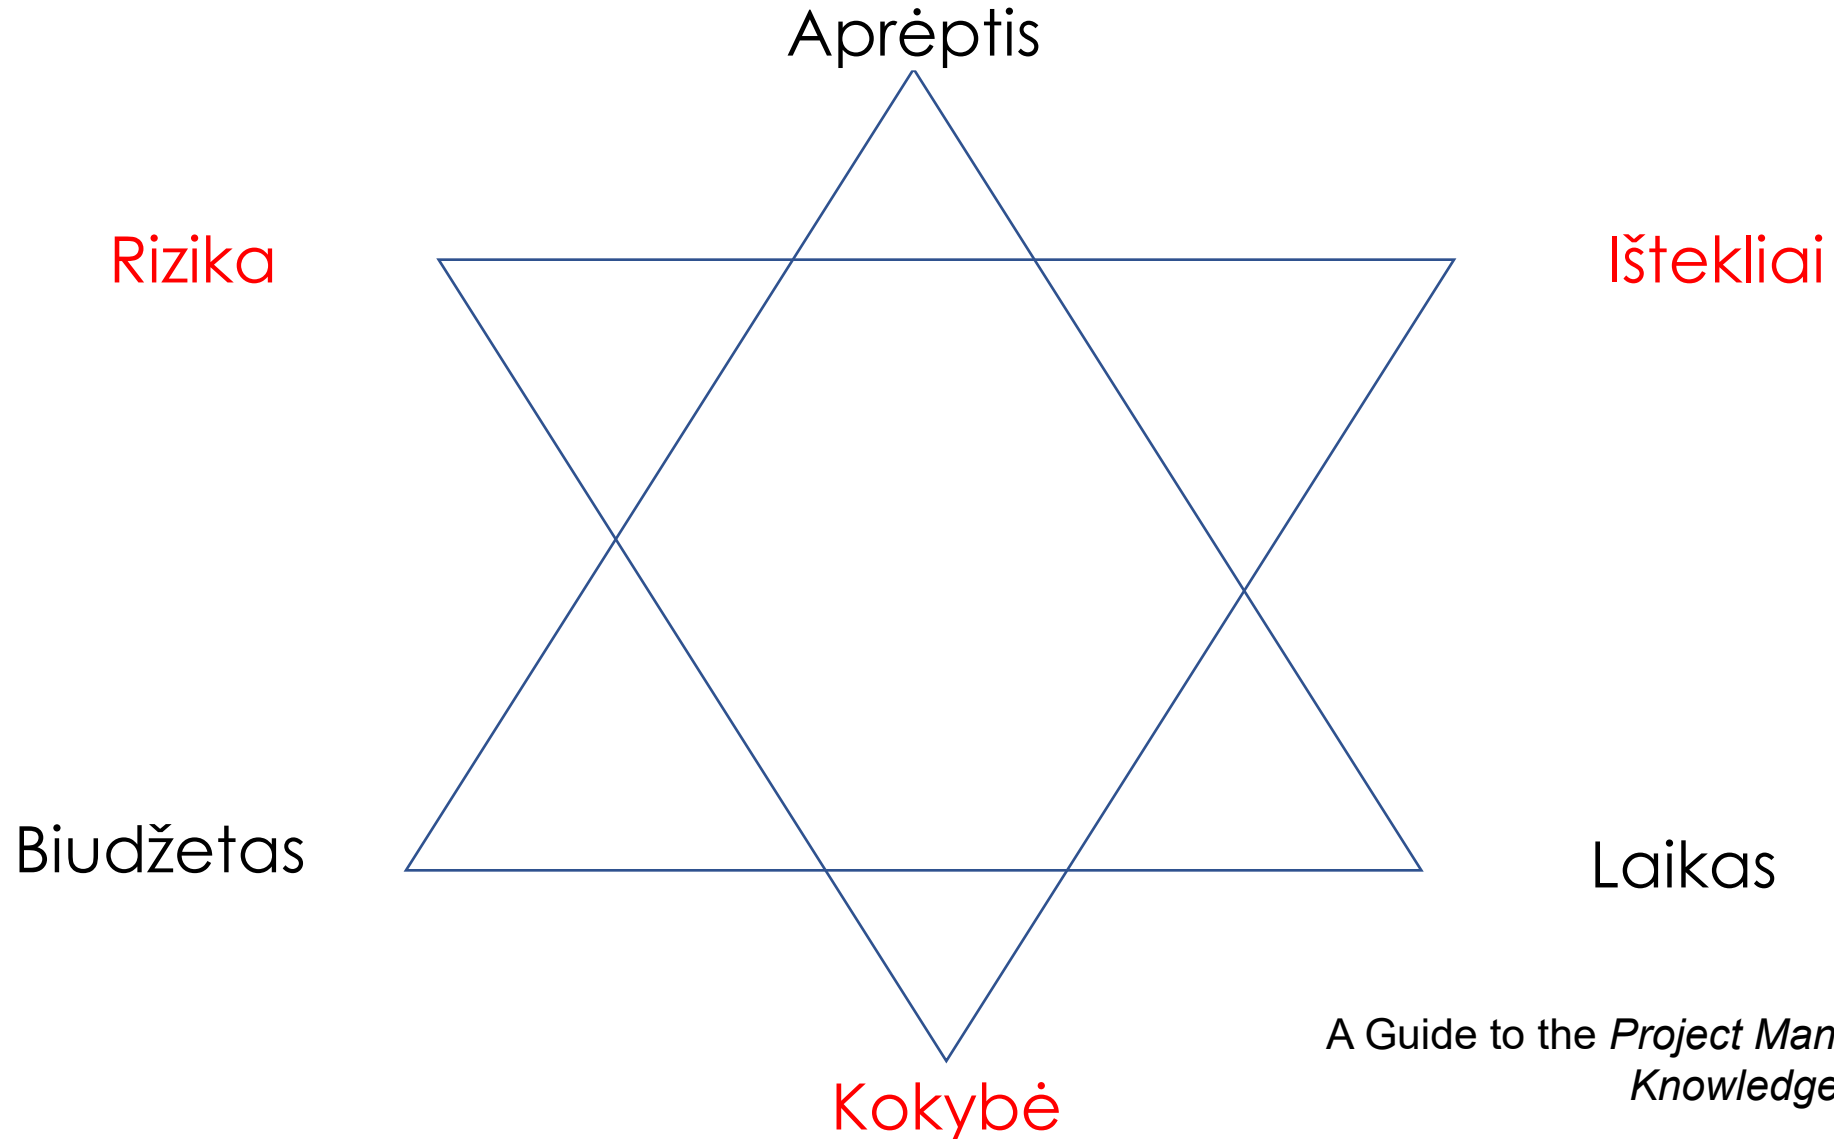 Aprėptis
Rizika
Ištekliai
Biudžetas
Laikas
A Guide to the Project Man
Knowledge
Kokybė